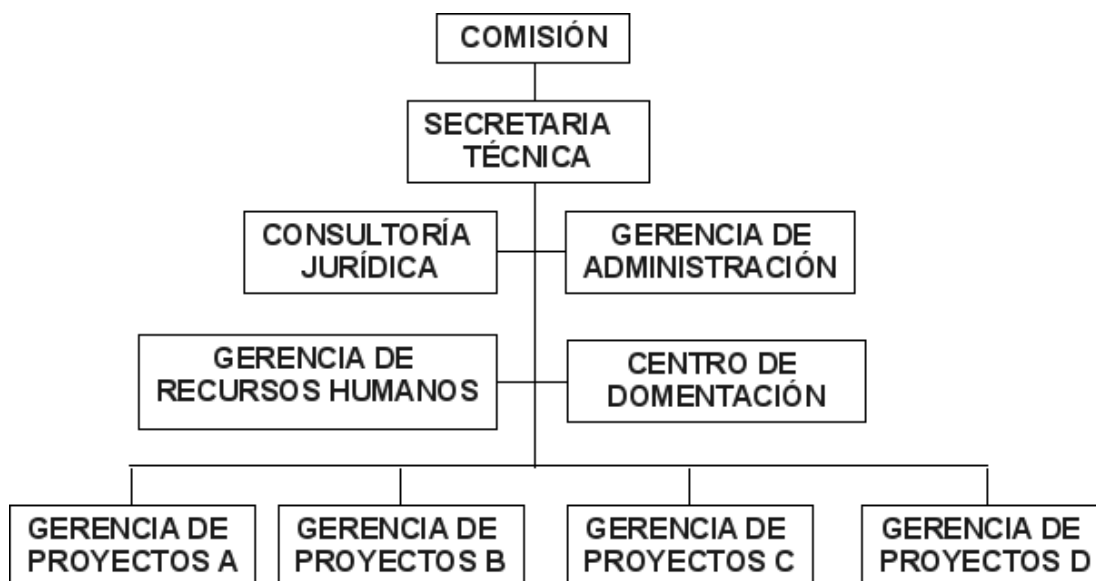 COMISIÓN
SECRETARIA
TÉCNICA
CONSULTORÍA
JURÍDICA
GERENCIA DE
ADMINISTRACIÓN
GERENCIA DE
RECURSOS HUMANOS
CENTRO DE
DOMENTACIÓN
GERENCIA DE
PROYECTOS A
GERENCIA DE
PROYECTOS B
GERENCIA DE
PROYECTOS C
GERENCIA DE
PROYECTOS D